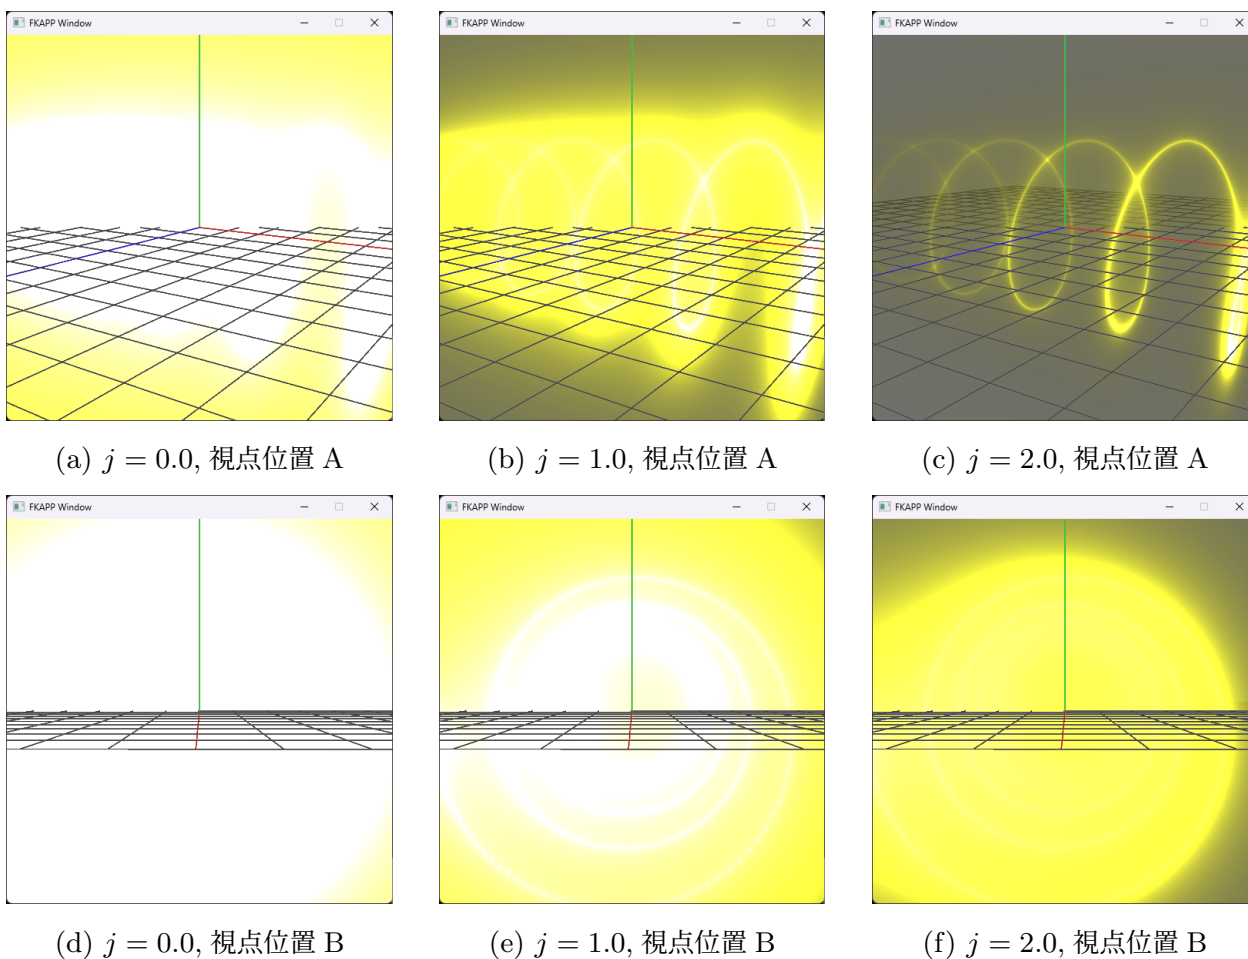 FKAPP Window
FKAPP Window
FKAPP Window
(a) j = 0.0, 視点位置 A
(b) j = 1.0, 視点位置 A
(c) j = 2.0, 視点位置 A
FKAPP Window
FKAPP Window
FKAPP Window
(d) j = 0.0, 視点位置 B
(e) j = 1.0, 視点位置 B
(f) j = 2.0, 視点位置 B